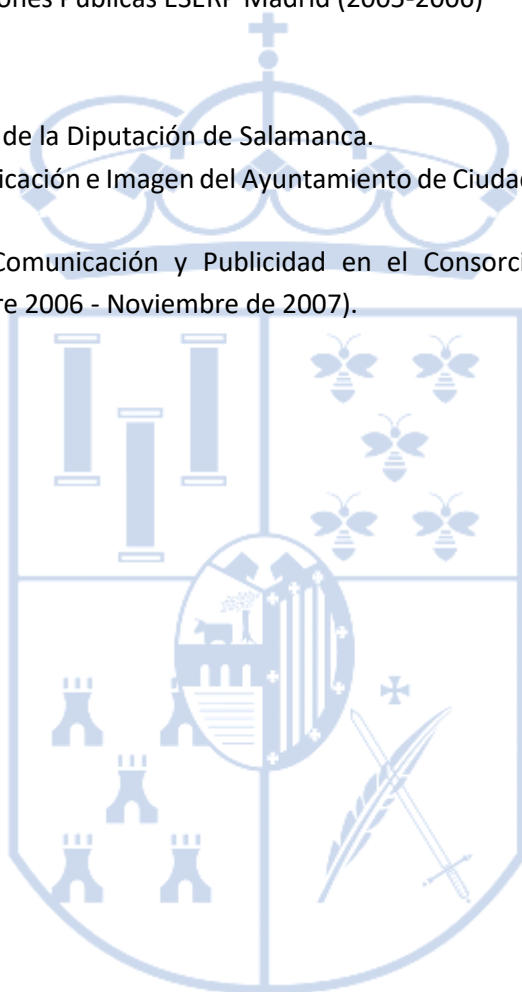 ones Públicas ESERP Madrid (2005-2006)
de la Diputación de Salamanca.
icación e Imagen del Ayuntamiento de Ciudad
Comunicación y Publicidad en el Consorci
re 2006 - Noviembre de 2007).